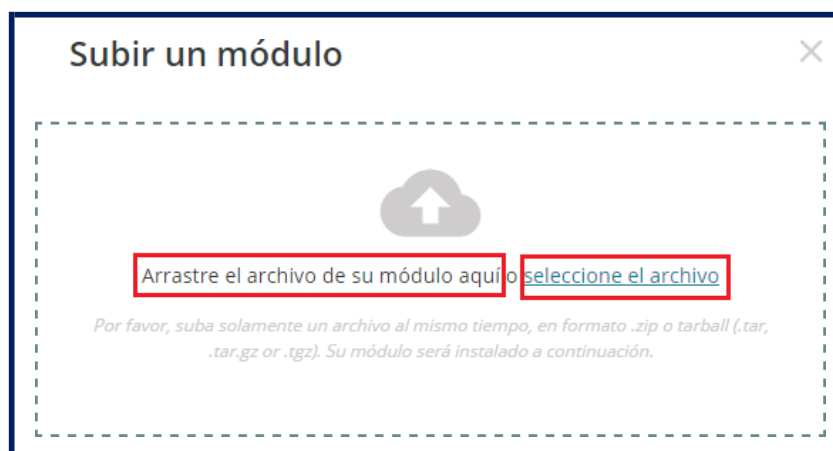 Subir un módulo
Arrastre el archivo de su módulo aquí o seleccione el archivo
Por favor, suba solamente un archivo al mismo tiempo, en formato .zip o tarball (.tar,
.tar.gz or .tgz). Su módulo será instalado a continuación.